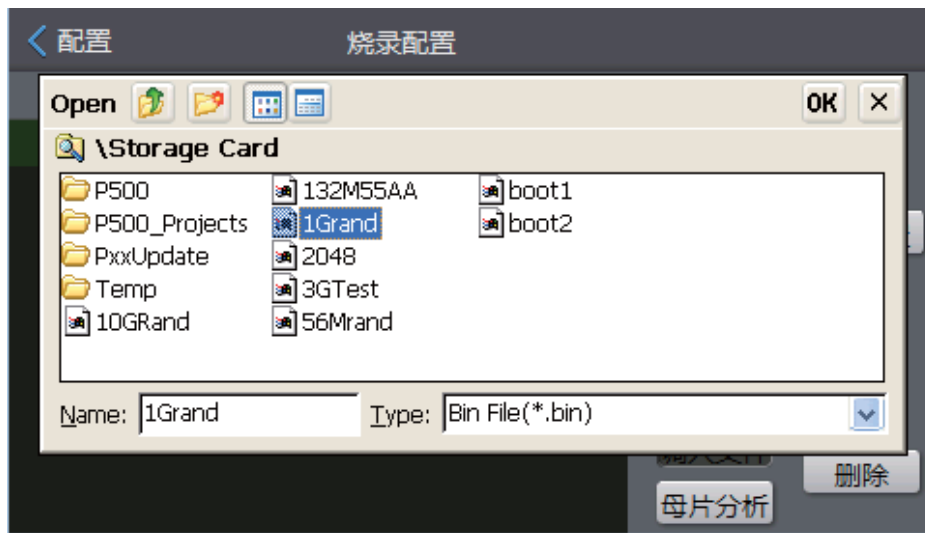 配置
烧录配置
Open
OK
\Storage Card
P500
132M55AA
boot1
P500_Projects
1Grand
boot2
PxxUpdate
2048
Temp
3GTest
10GRand
56Mrand
Name: 1Grand
Type: Bin File(*.bin)
删除
母片分析